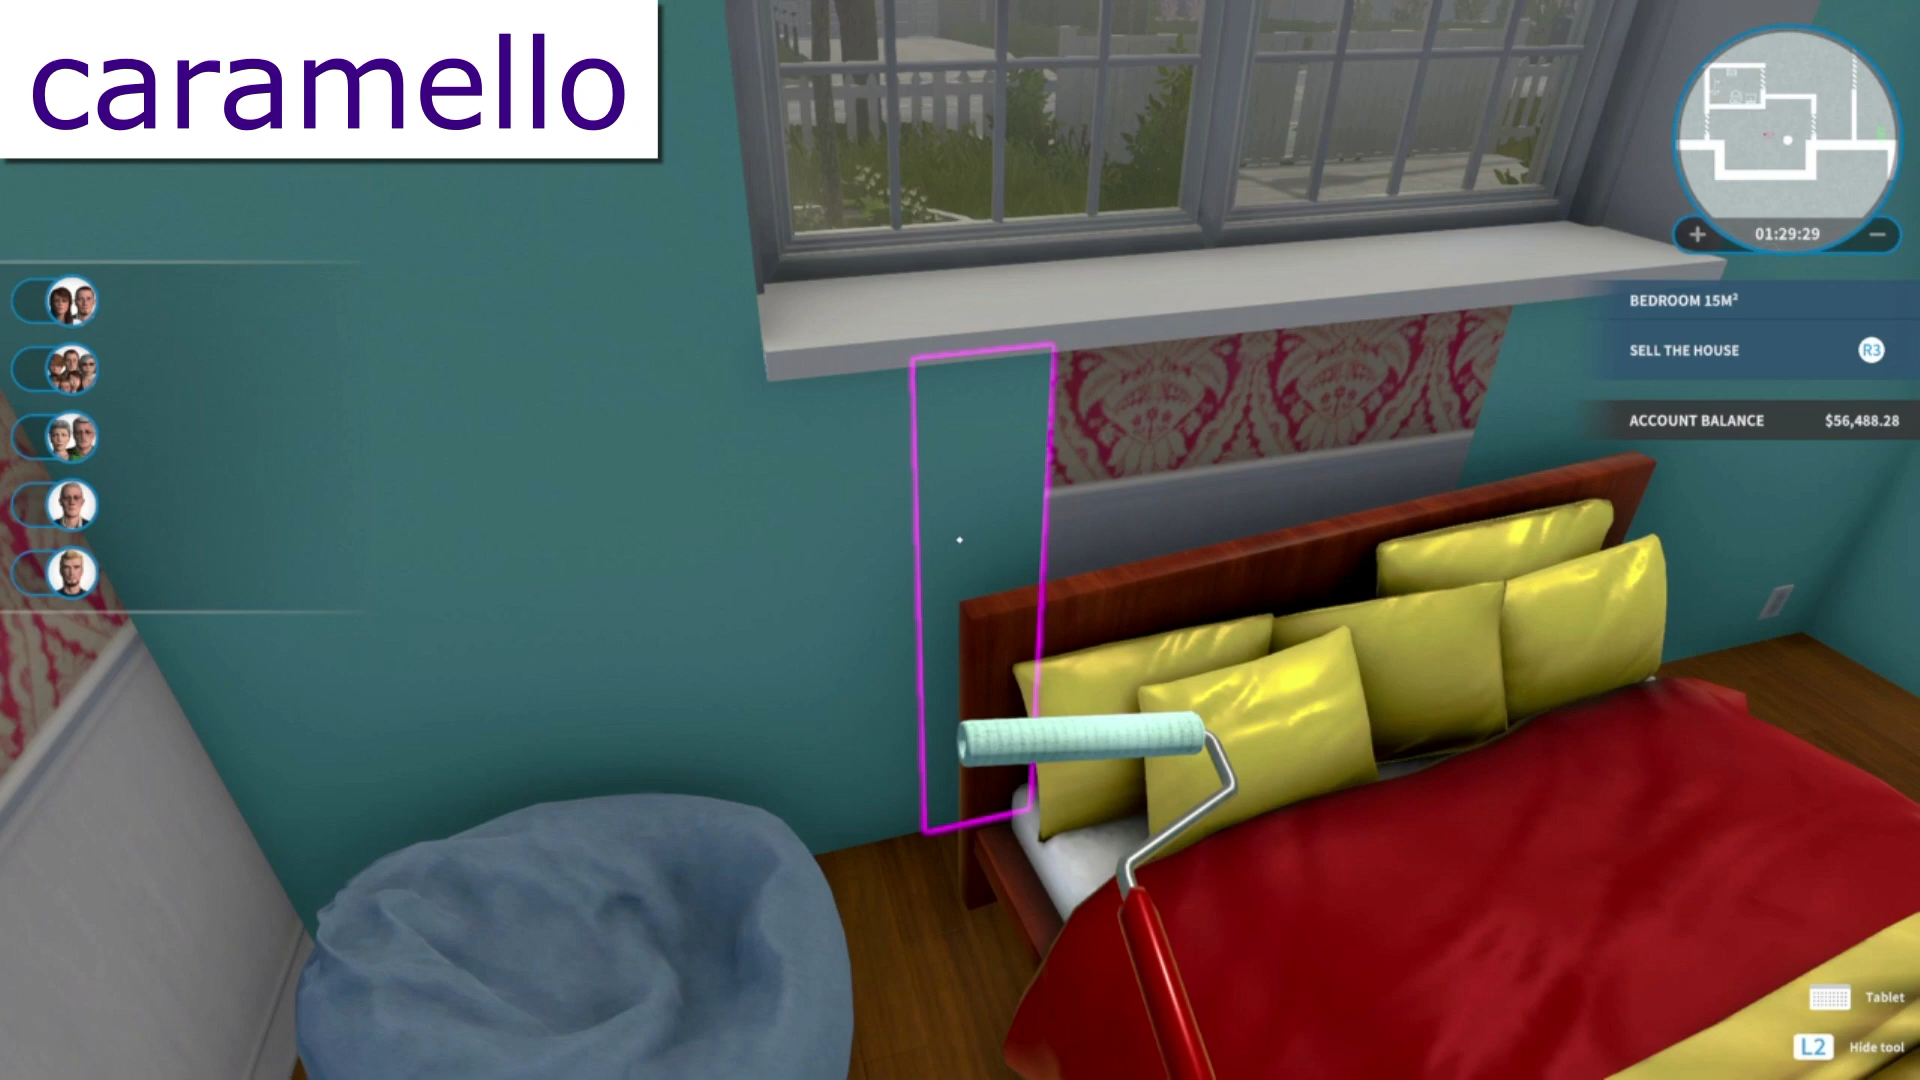 caramello
01:29:29
BEDROOM 15M²
SELL THE HOUSE R3
ACCOUNT BALANCE $56,488.28
Tablet
L2 Hide tool